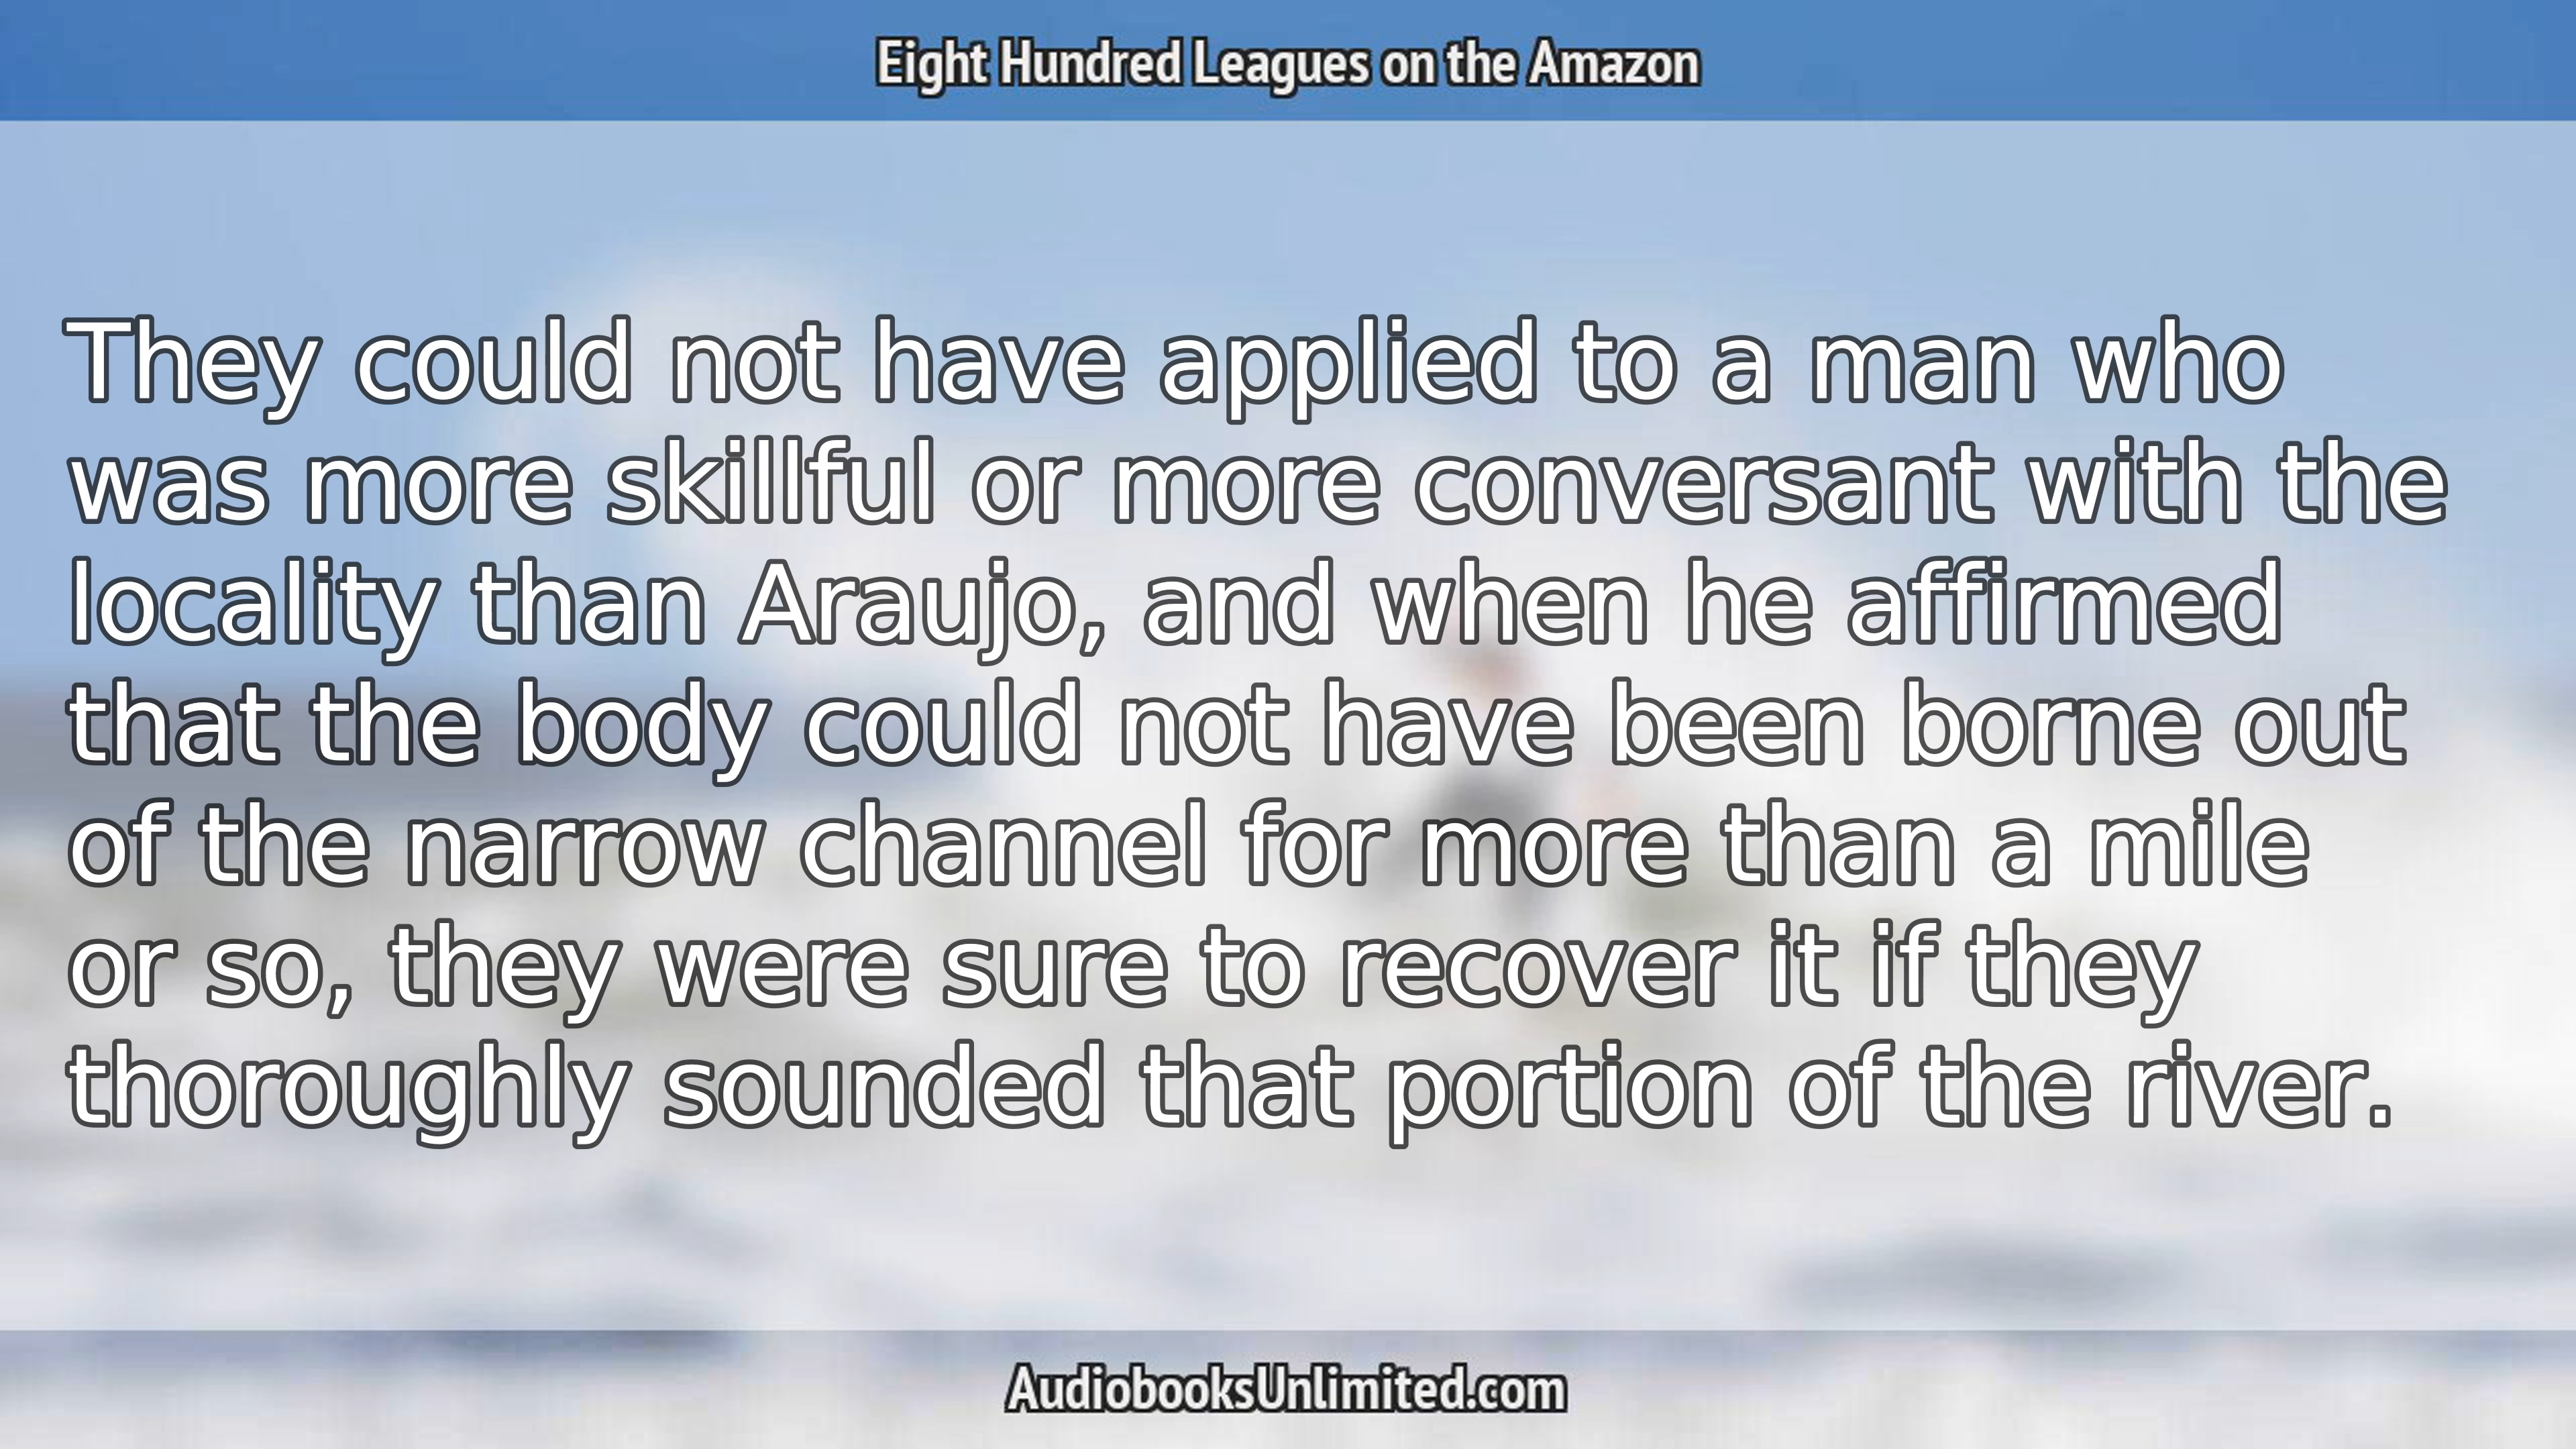 Eight Hundred Leagues on the Amazon
They could not have applied to a man who
was more skillful or more conversant with the
locality than Araujo, and when he affirmed
that the body could not have been borne out
of the narrow channel for more than a mile
or so, they were sure to recover it if they
thoroughly sounded that portion of the river.
AudiobooksUnlimited.com